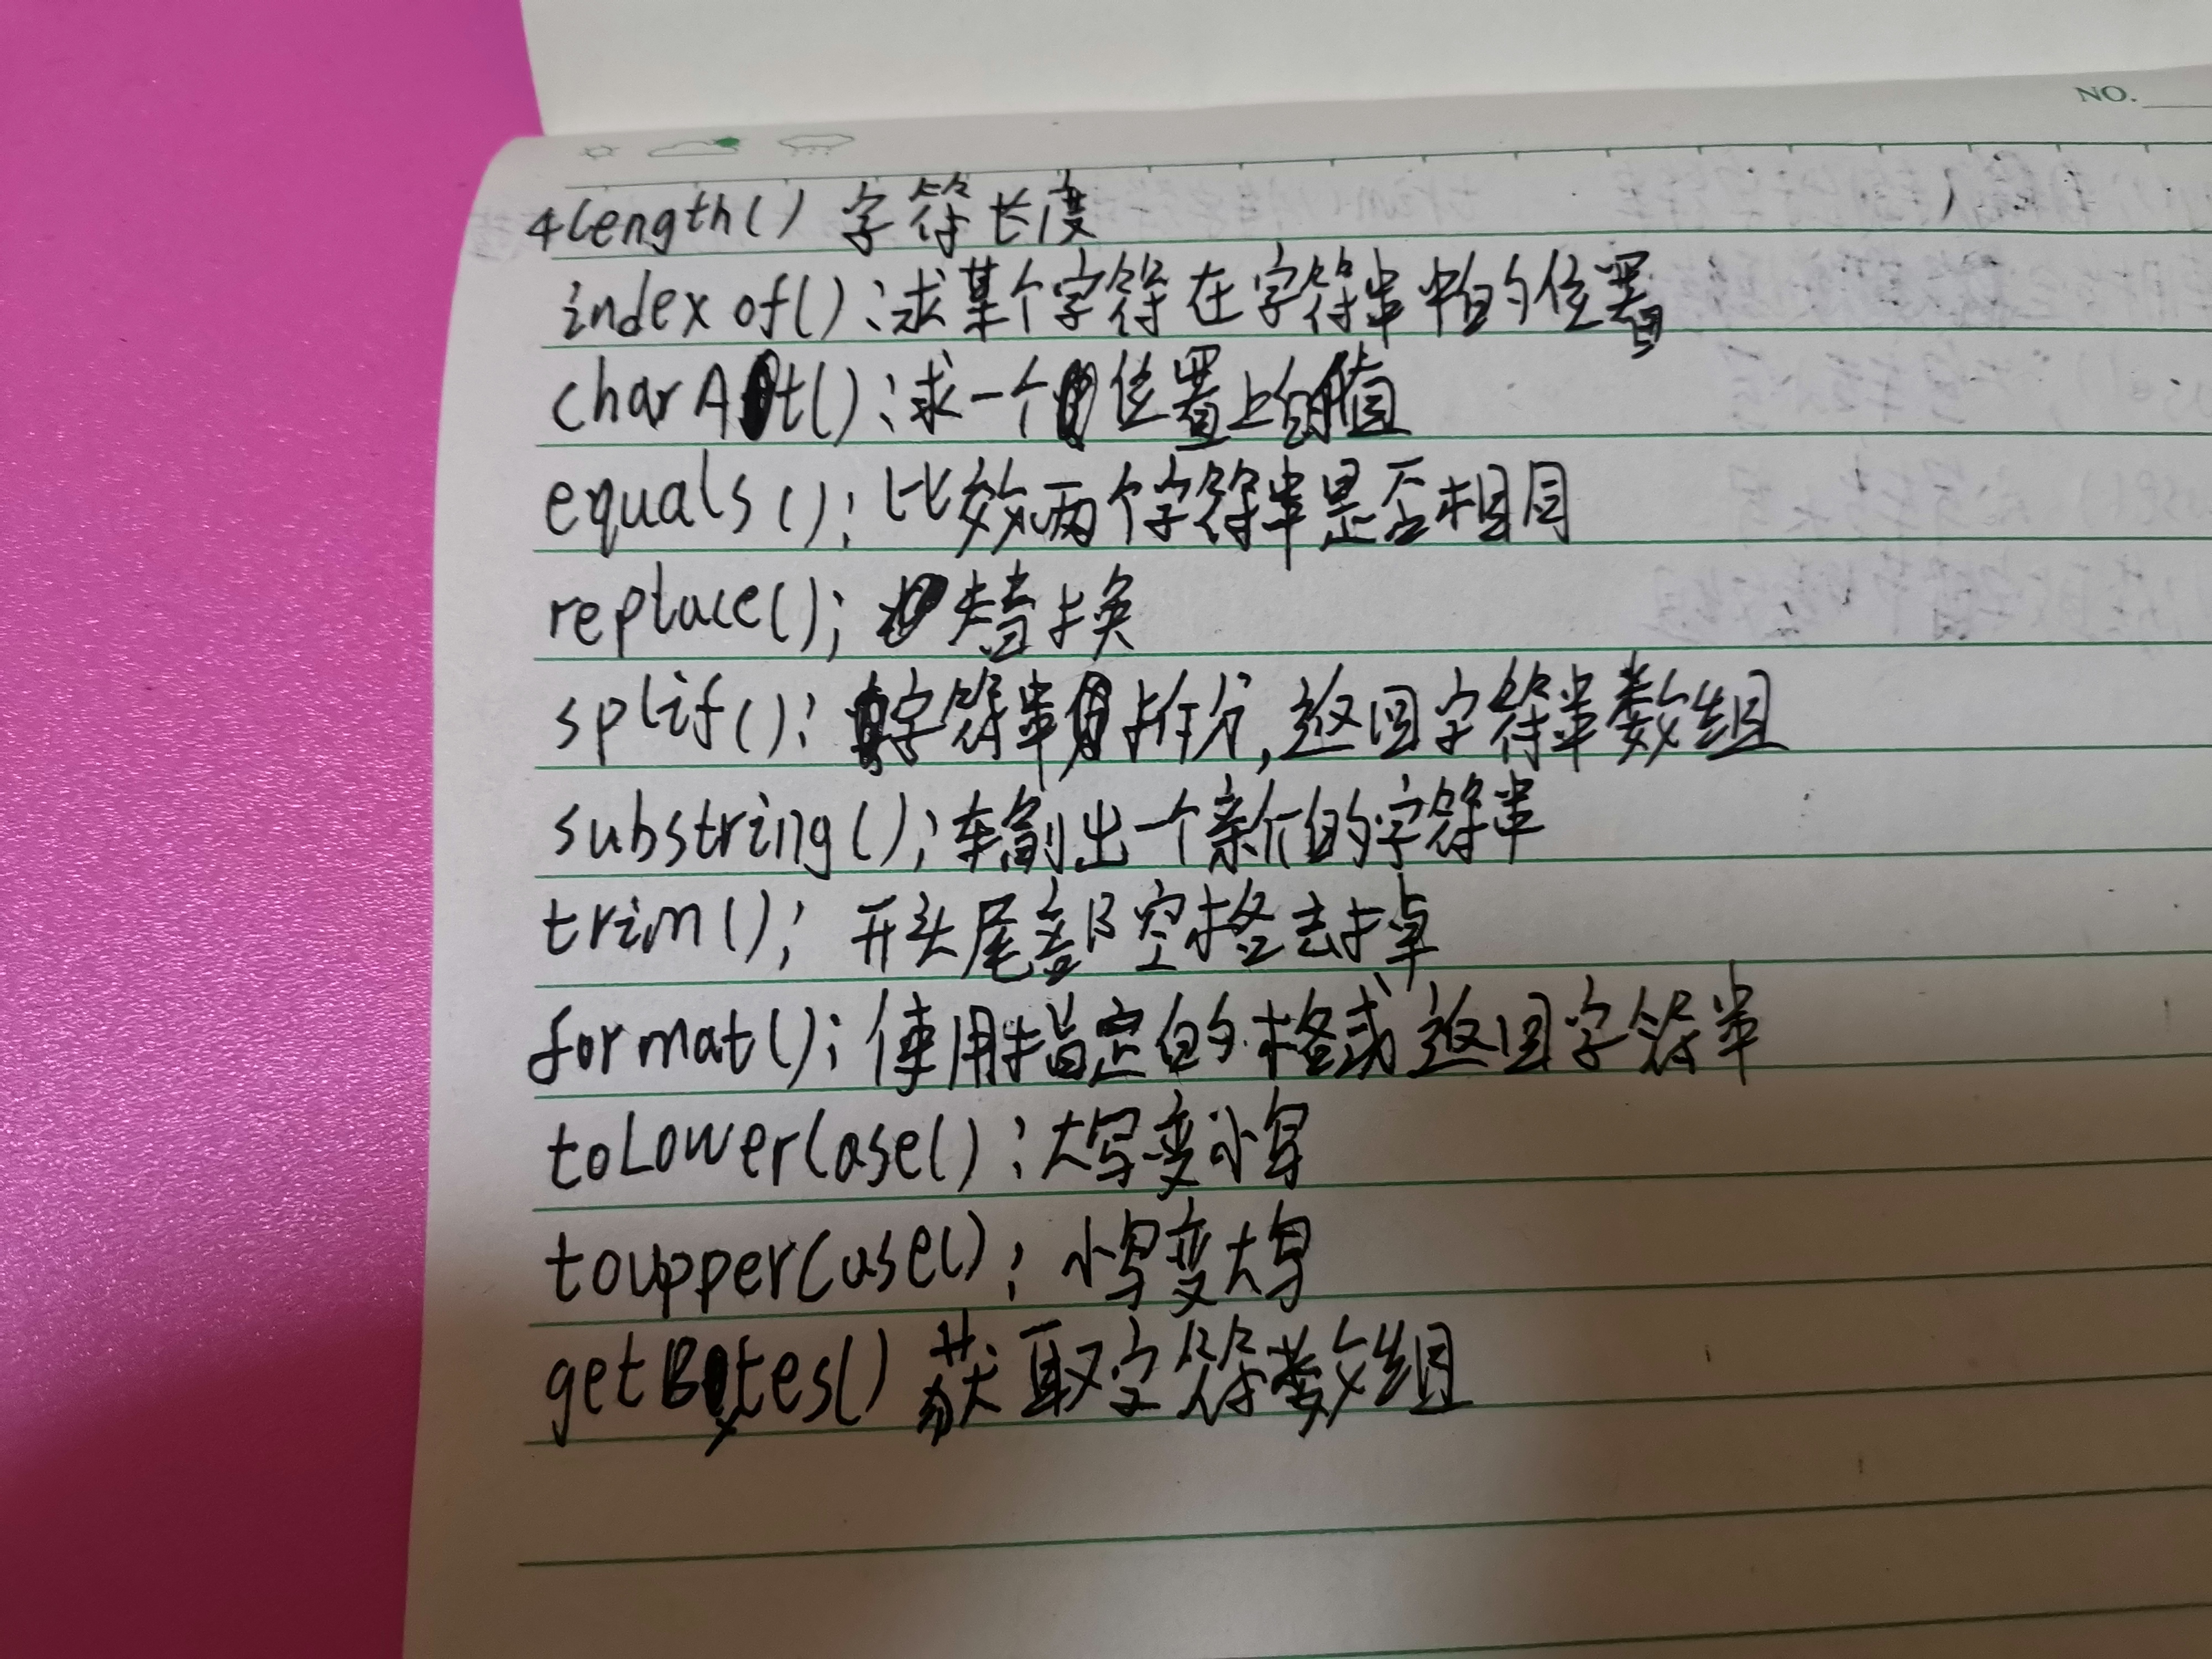 NO.
4length() 字符长度
index of():求某个字符在字符串中的位置
charAt():求一个位置上的值
equals():比较两个字符串是否相同
replace();替换
split():字符串拆分,返回字符串数组
substring();车俞出一个新的字符串
trim();开头尾部空格去掉
format();使用指定的格式返回字符串
toLowerCase():大写变小写
toupperCase():小写变大写
getBytes()获取字符数组